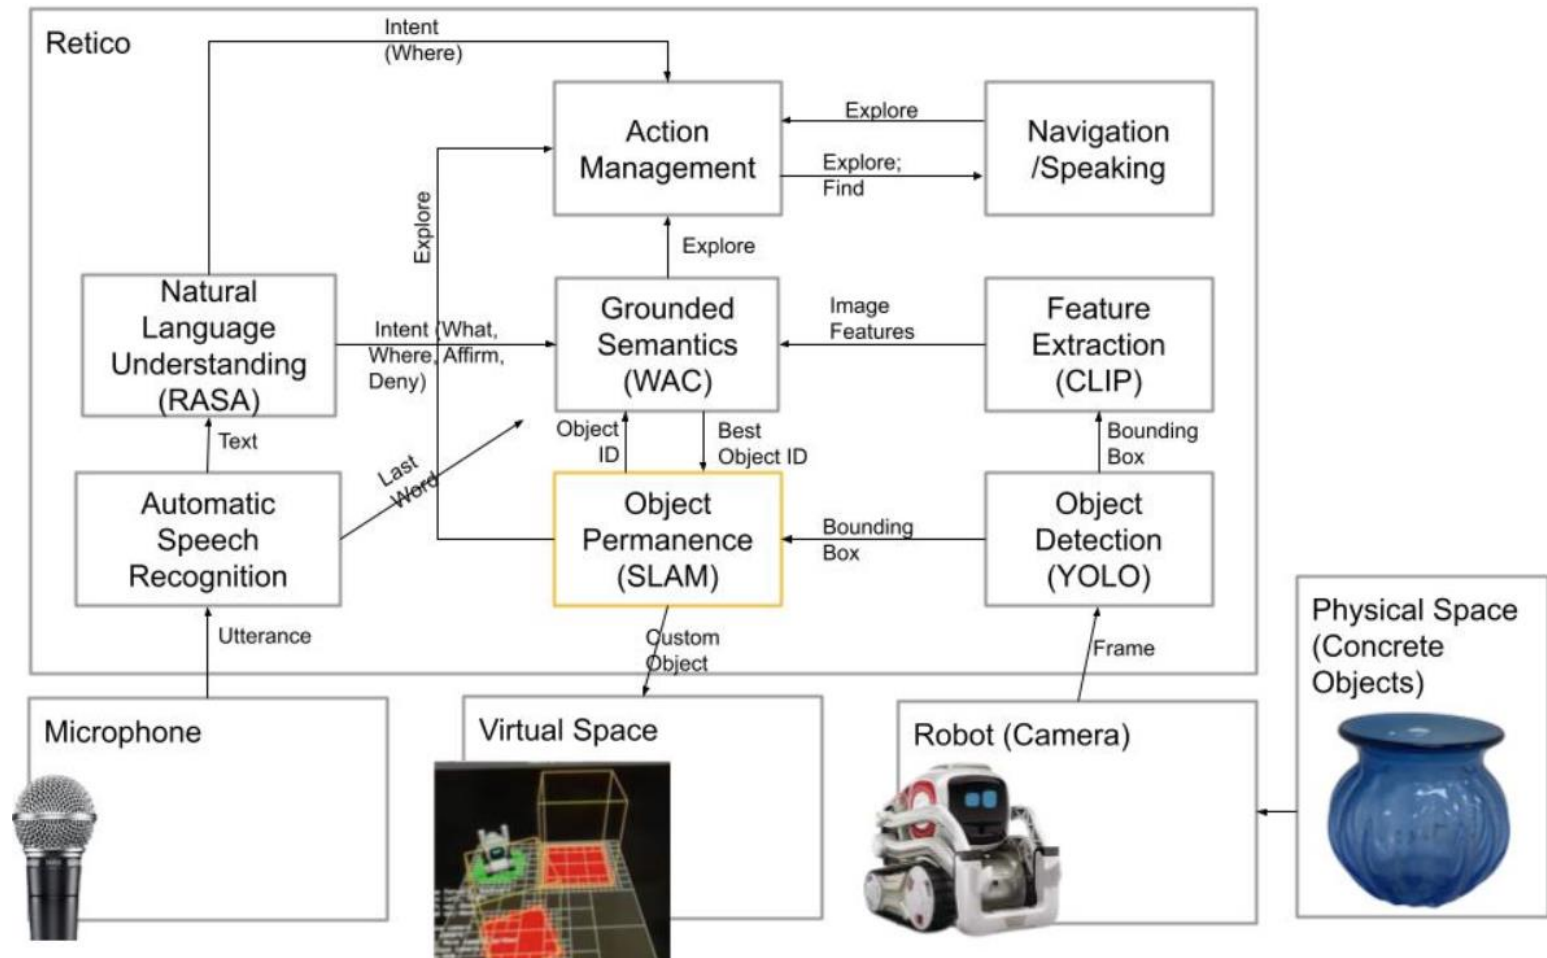 Retico
Intent
(Where)
Action
Management
Explore
Explore;
Find
Navigation
/Speaking
Explore
Explore
Natural
Language
Understanding
(RASA)
Intent (What,
Where, Affirm,
Deny)
Grounded
Semantics
(WAC)
Image
Features
Feature
Extraction
(CLIP)
Text
Last
Word
Object
ID
Best
Object ID
Bounding
Box
Automatic
Speech
Recognition
Object
Permanence
(SLAM)
Bounding
Box
Object
Detection
(YOLO)
Utterance
Custom
Object
Frame
Physical Space
(Concrete
Objects)
Microphone
Virtual Space
Robot (Camera)